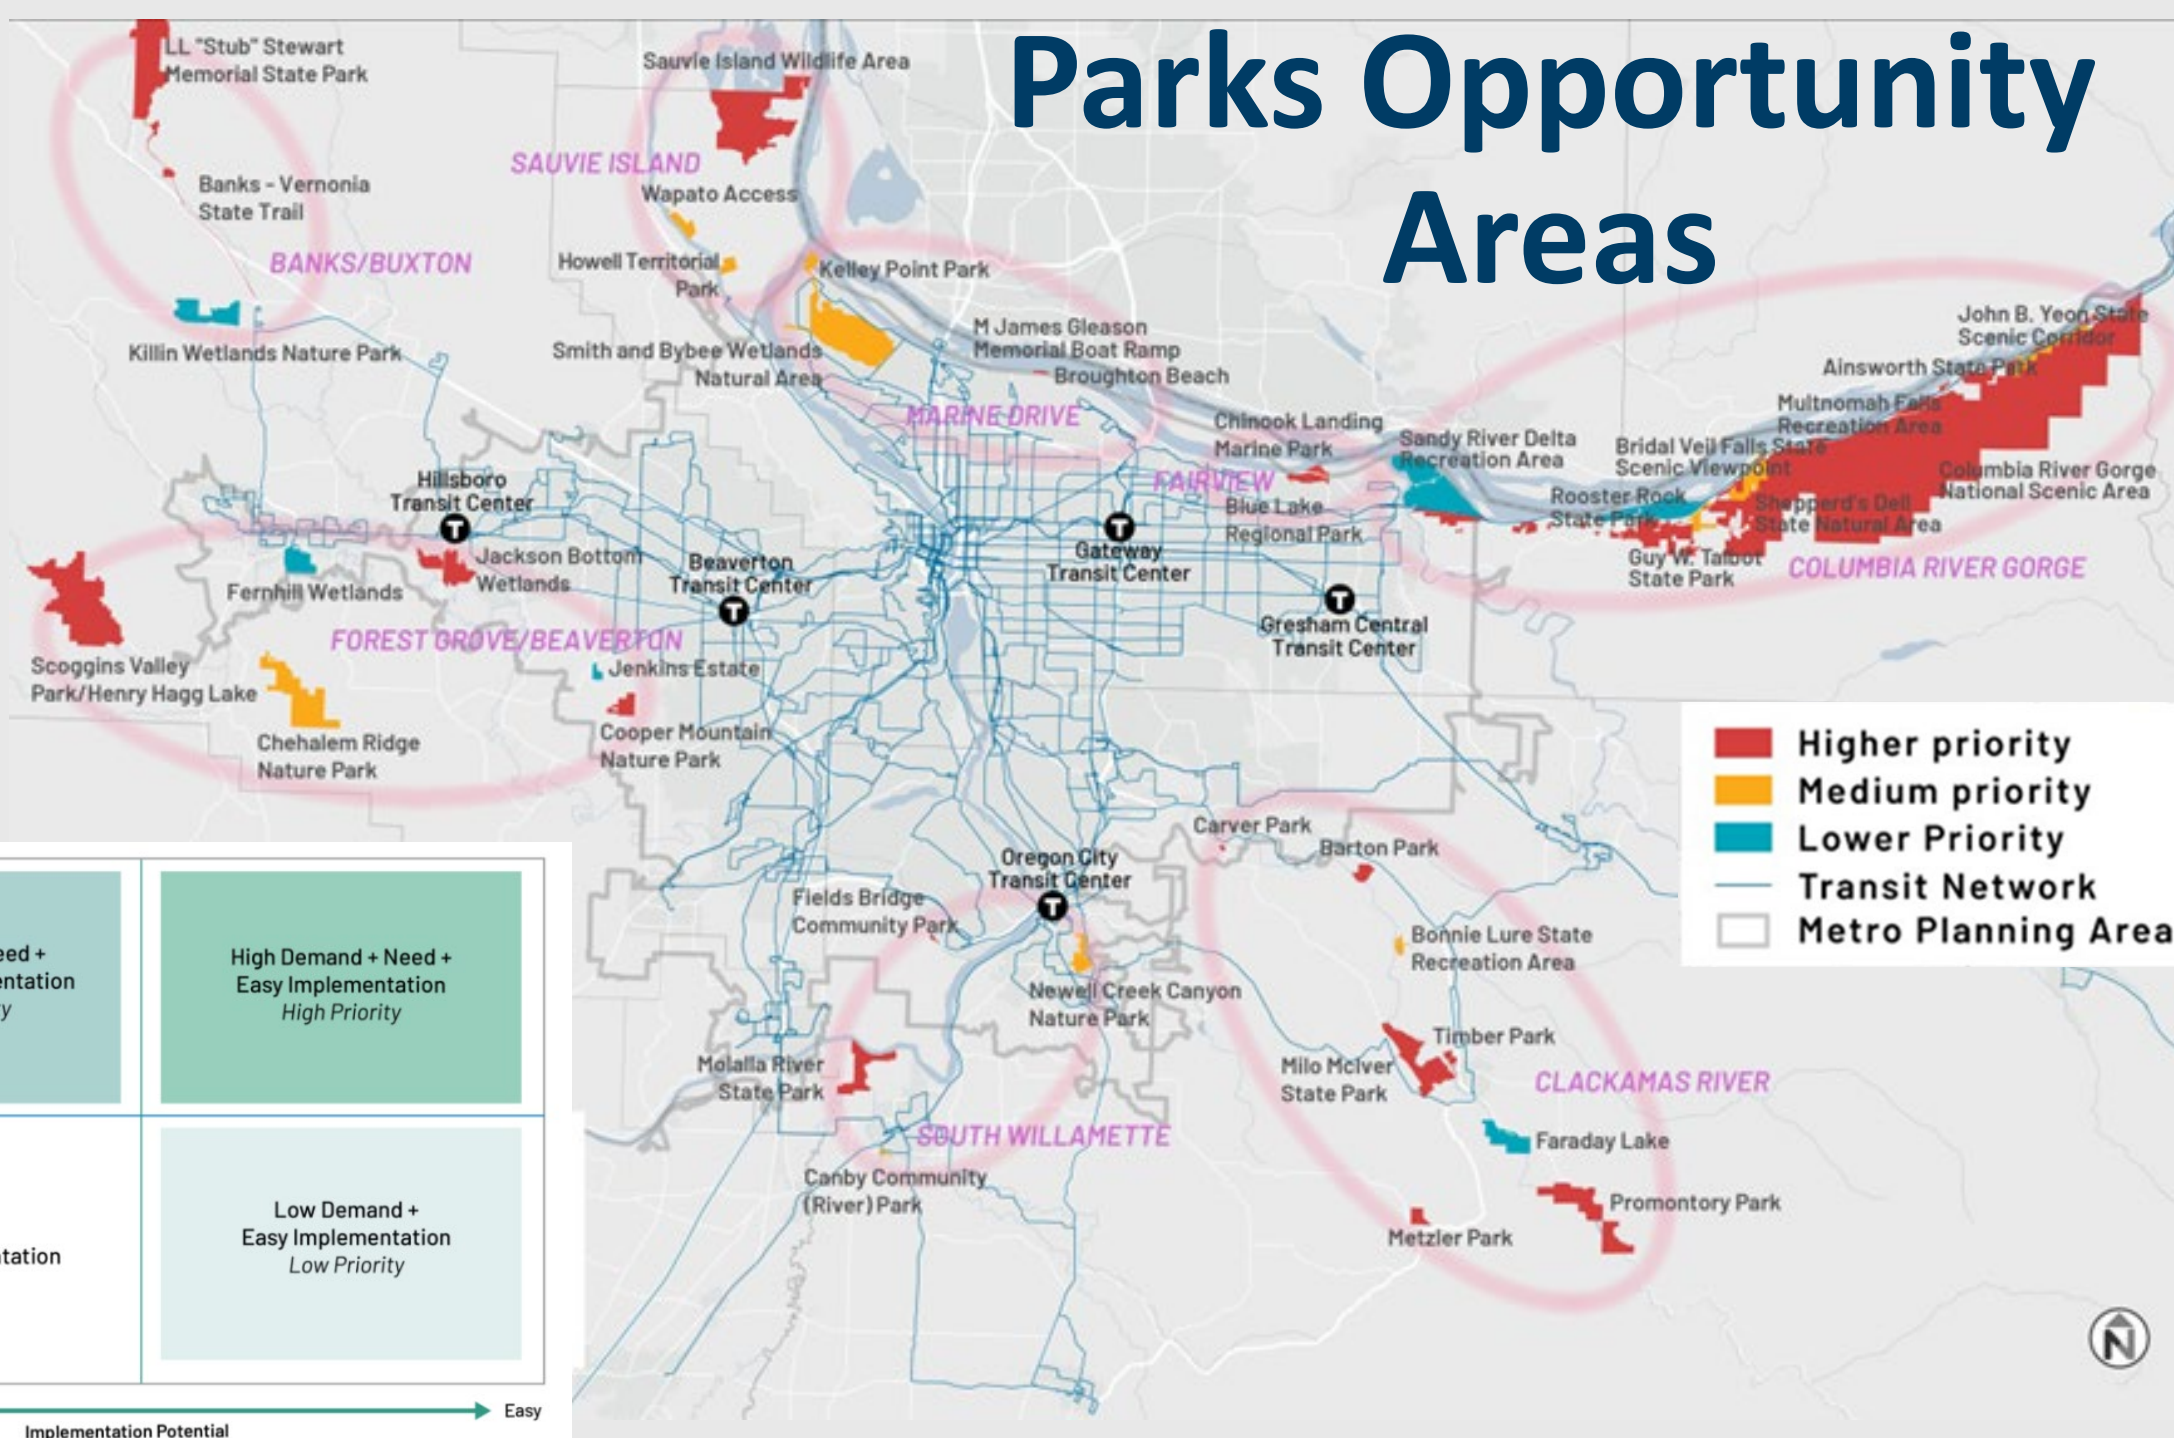 Parks Opportunity
Areas
LL "Stub" Stewart
Memorial State Park
Sauvie Island Wildlife Area
SAUVIE ISLAND
Banks - Vernonia
State Trail
Wapato Access
BANKS/BUXTON
Howell Territorial
Park
Kelley Point Park
Killin Wetlands Nature Park
Smith and Bybee Wetlands
Natural Area
M James Gleason
Memorial Boat Ramp
Broughton Beach
MARINE DRIVE
John B. Yeon State
Scenic Corridor
Ainsworth State Park
Multnomah Falls
Recreation Area
Chinook Landing
Marine Park
Sandy River Delta
Recreation Area
Bridal Veil Falls State
Scenic Viewpoint
Columbia River Gorge
National Scenic Area
FAIRVIEW
Blue Lake
Regional Park
Rooster Rock
State Park
Shepperd's Dell
State Natural Area
Guy W. Talbot
State Park
COLUMBIA RIVER GORGE
Hillsboro
Transit Center
T
Jackson Bottom
Wetlands
Beaverton
Transit Center
T
T
Gateway
Transit Center
T
Gresham Central
Transit Center
Fernhill Wetlands
FOREST GROVE/BEAVERTON
Scoggins Valley
Park/Henry Hagg Lake
Jenkins Estate
Chehalem Ridge
Nature Park
Cooper Mountain
Nature Park
Higher priority
Medium priority
Lower Priority
Transit Network
Metro Planning Area
Carver Park
Barton Park
Oregon City
Transit Center
T
Fields Bridge
Community Park
Bonnie Lure State
Recreation Area
Newell Creek Canyon
Nature Park
Molalla River
State Park
Timber Park
Milo McIver
State Park
CLACKAMAS RIVER
SOUTH WILLAMETTE
Faraday Lake
Canby Community
(River) Park
Promontory Park
Metzler Park
eed +
entation
y
High Demand + Need +
Easy Implementation
High Priority
tation
Low Demand +
Easy Implementation
Low Priority
Easy
Implementation Potential
N